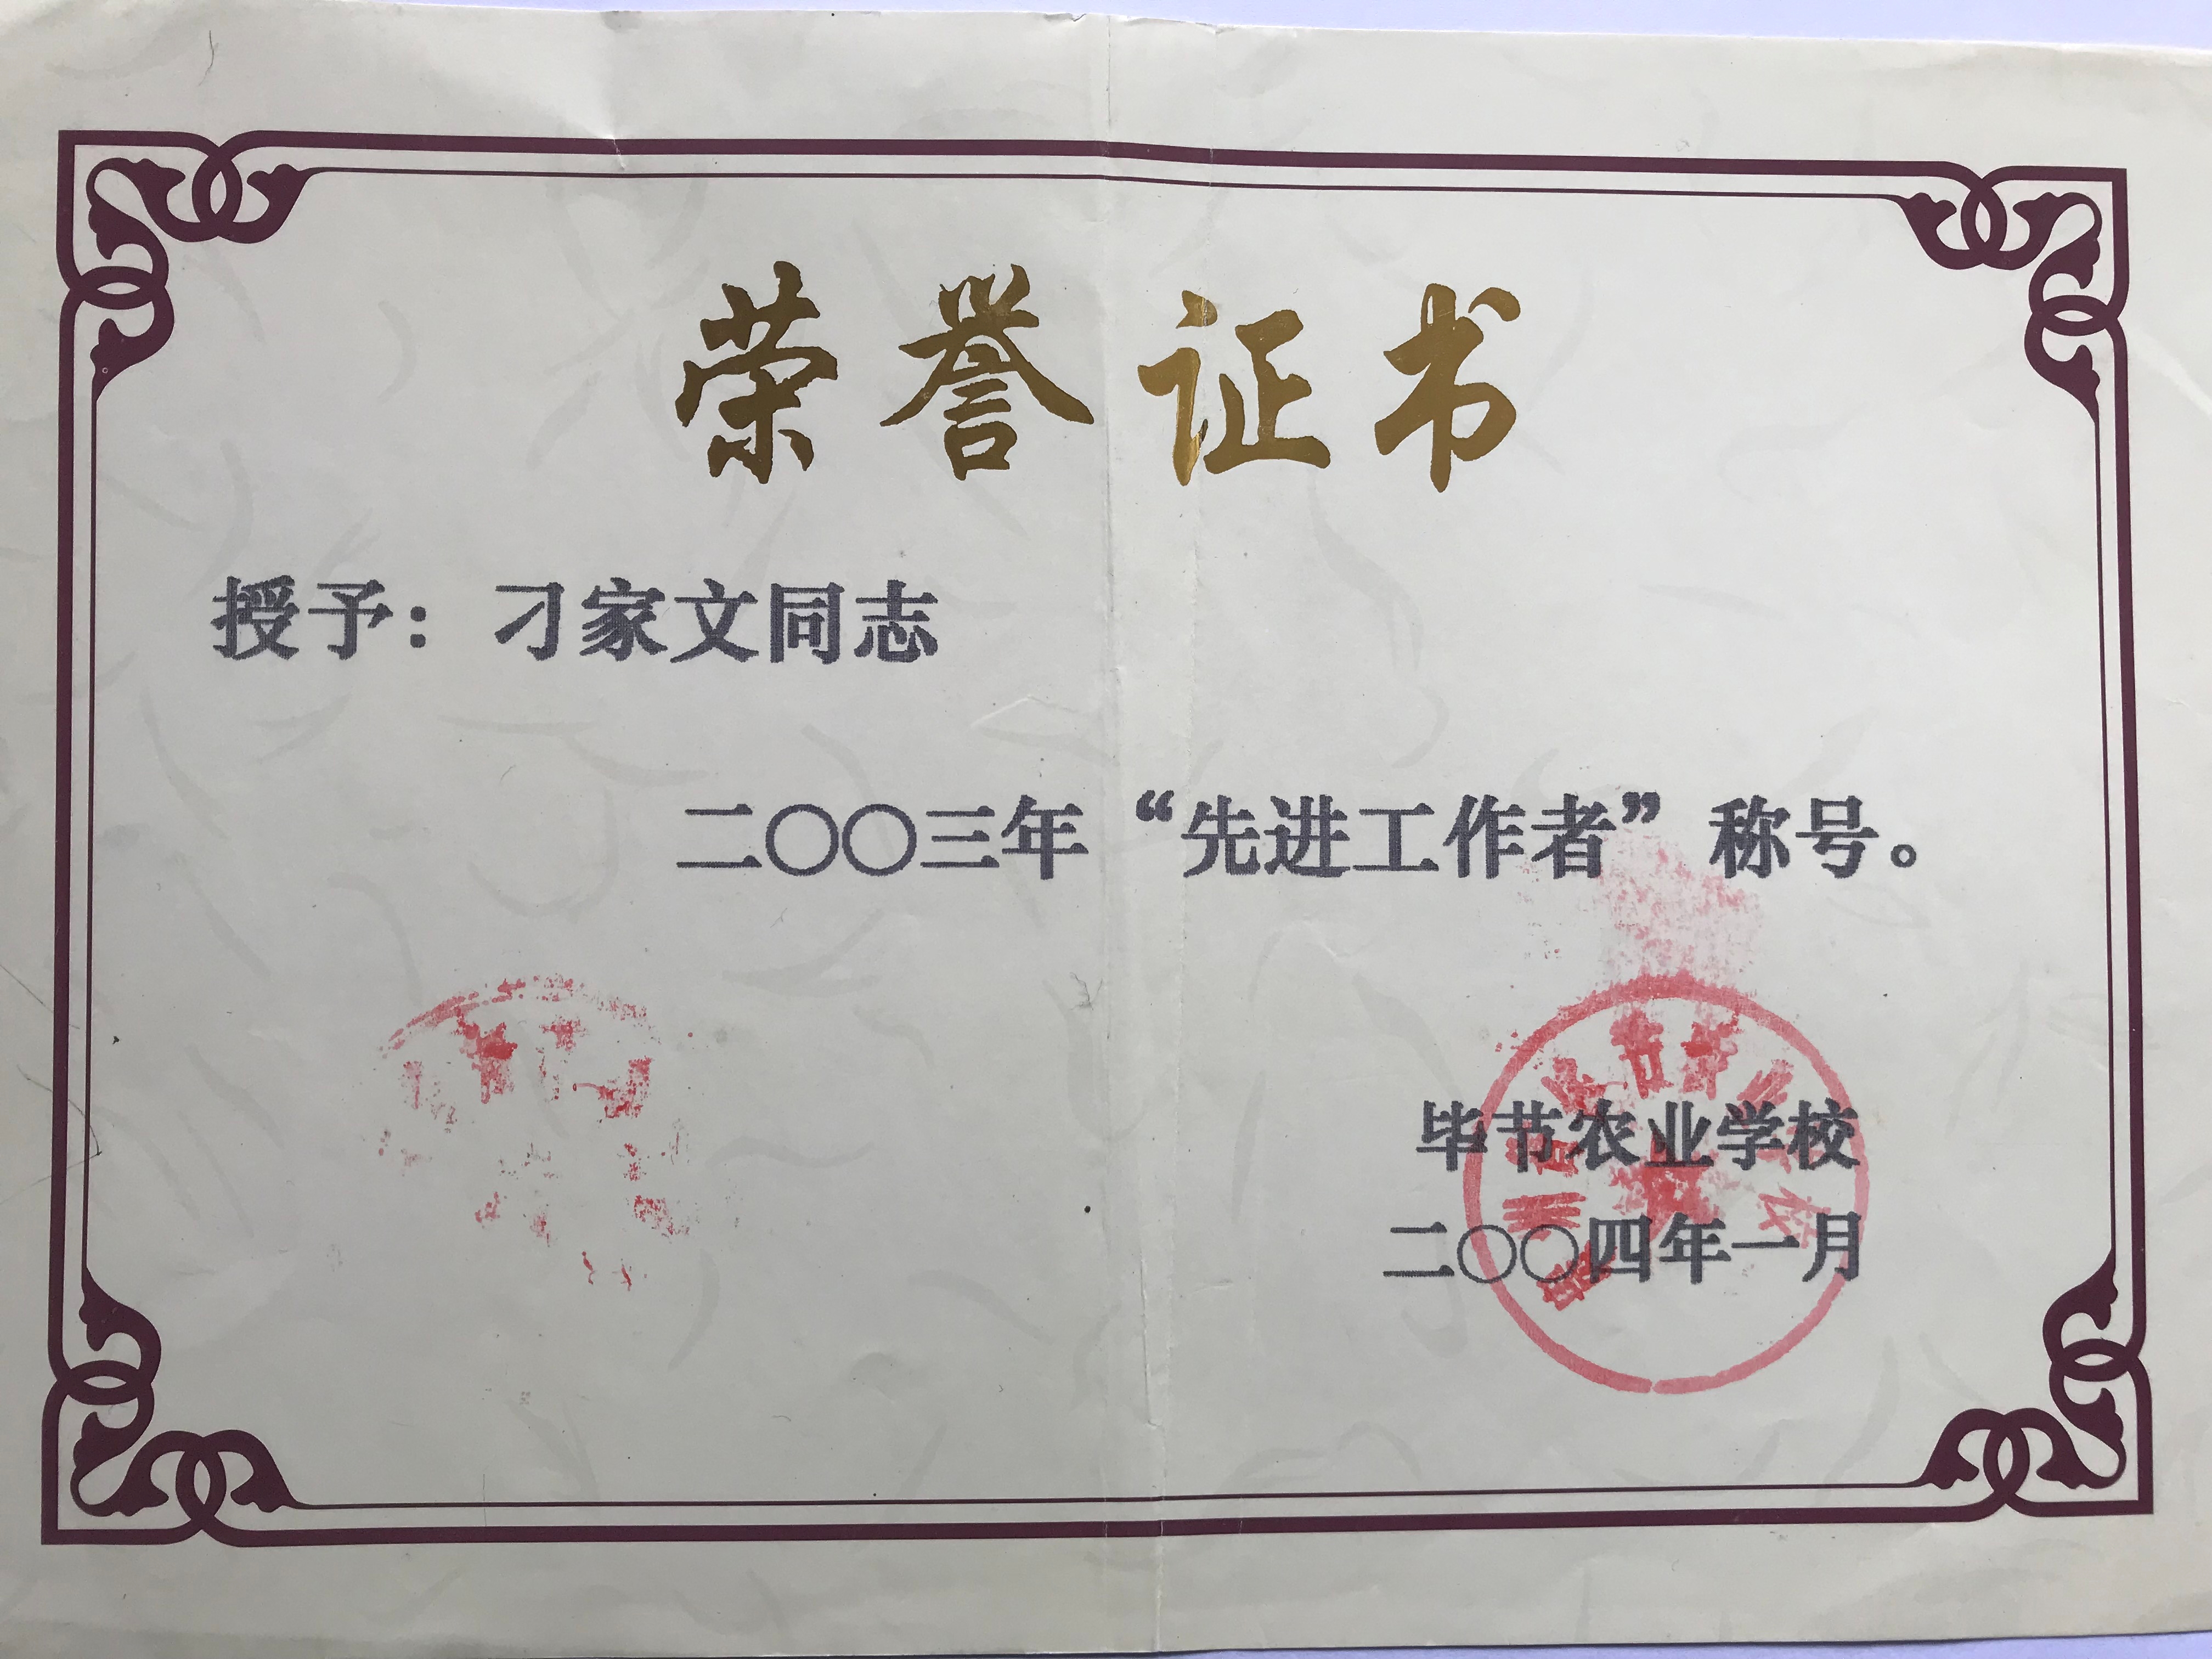 荣誉证书
授予：刁家文同志
二〇〇三年“先进工作者”称号。
毕节农业学校
二〇〇四年一月